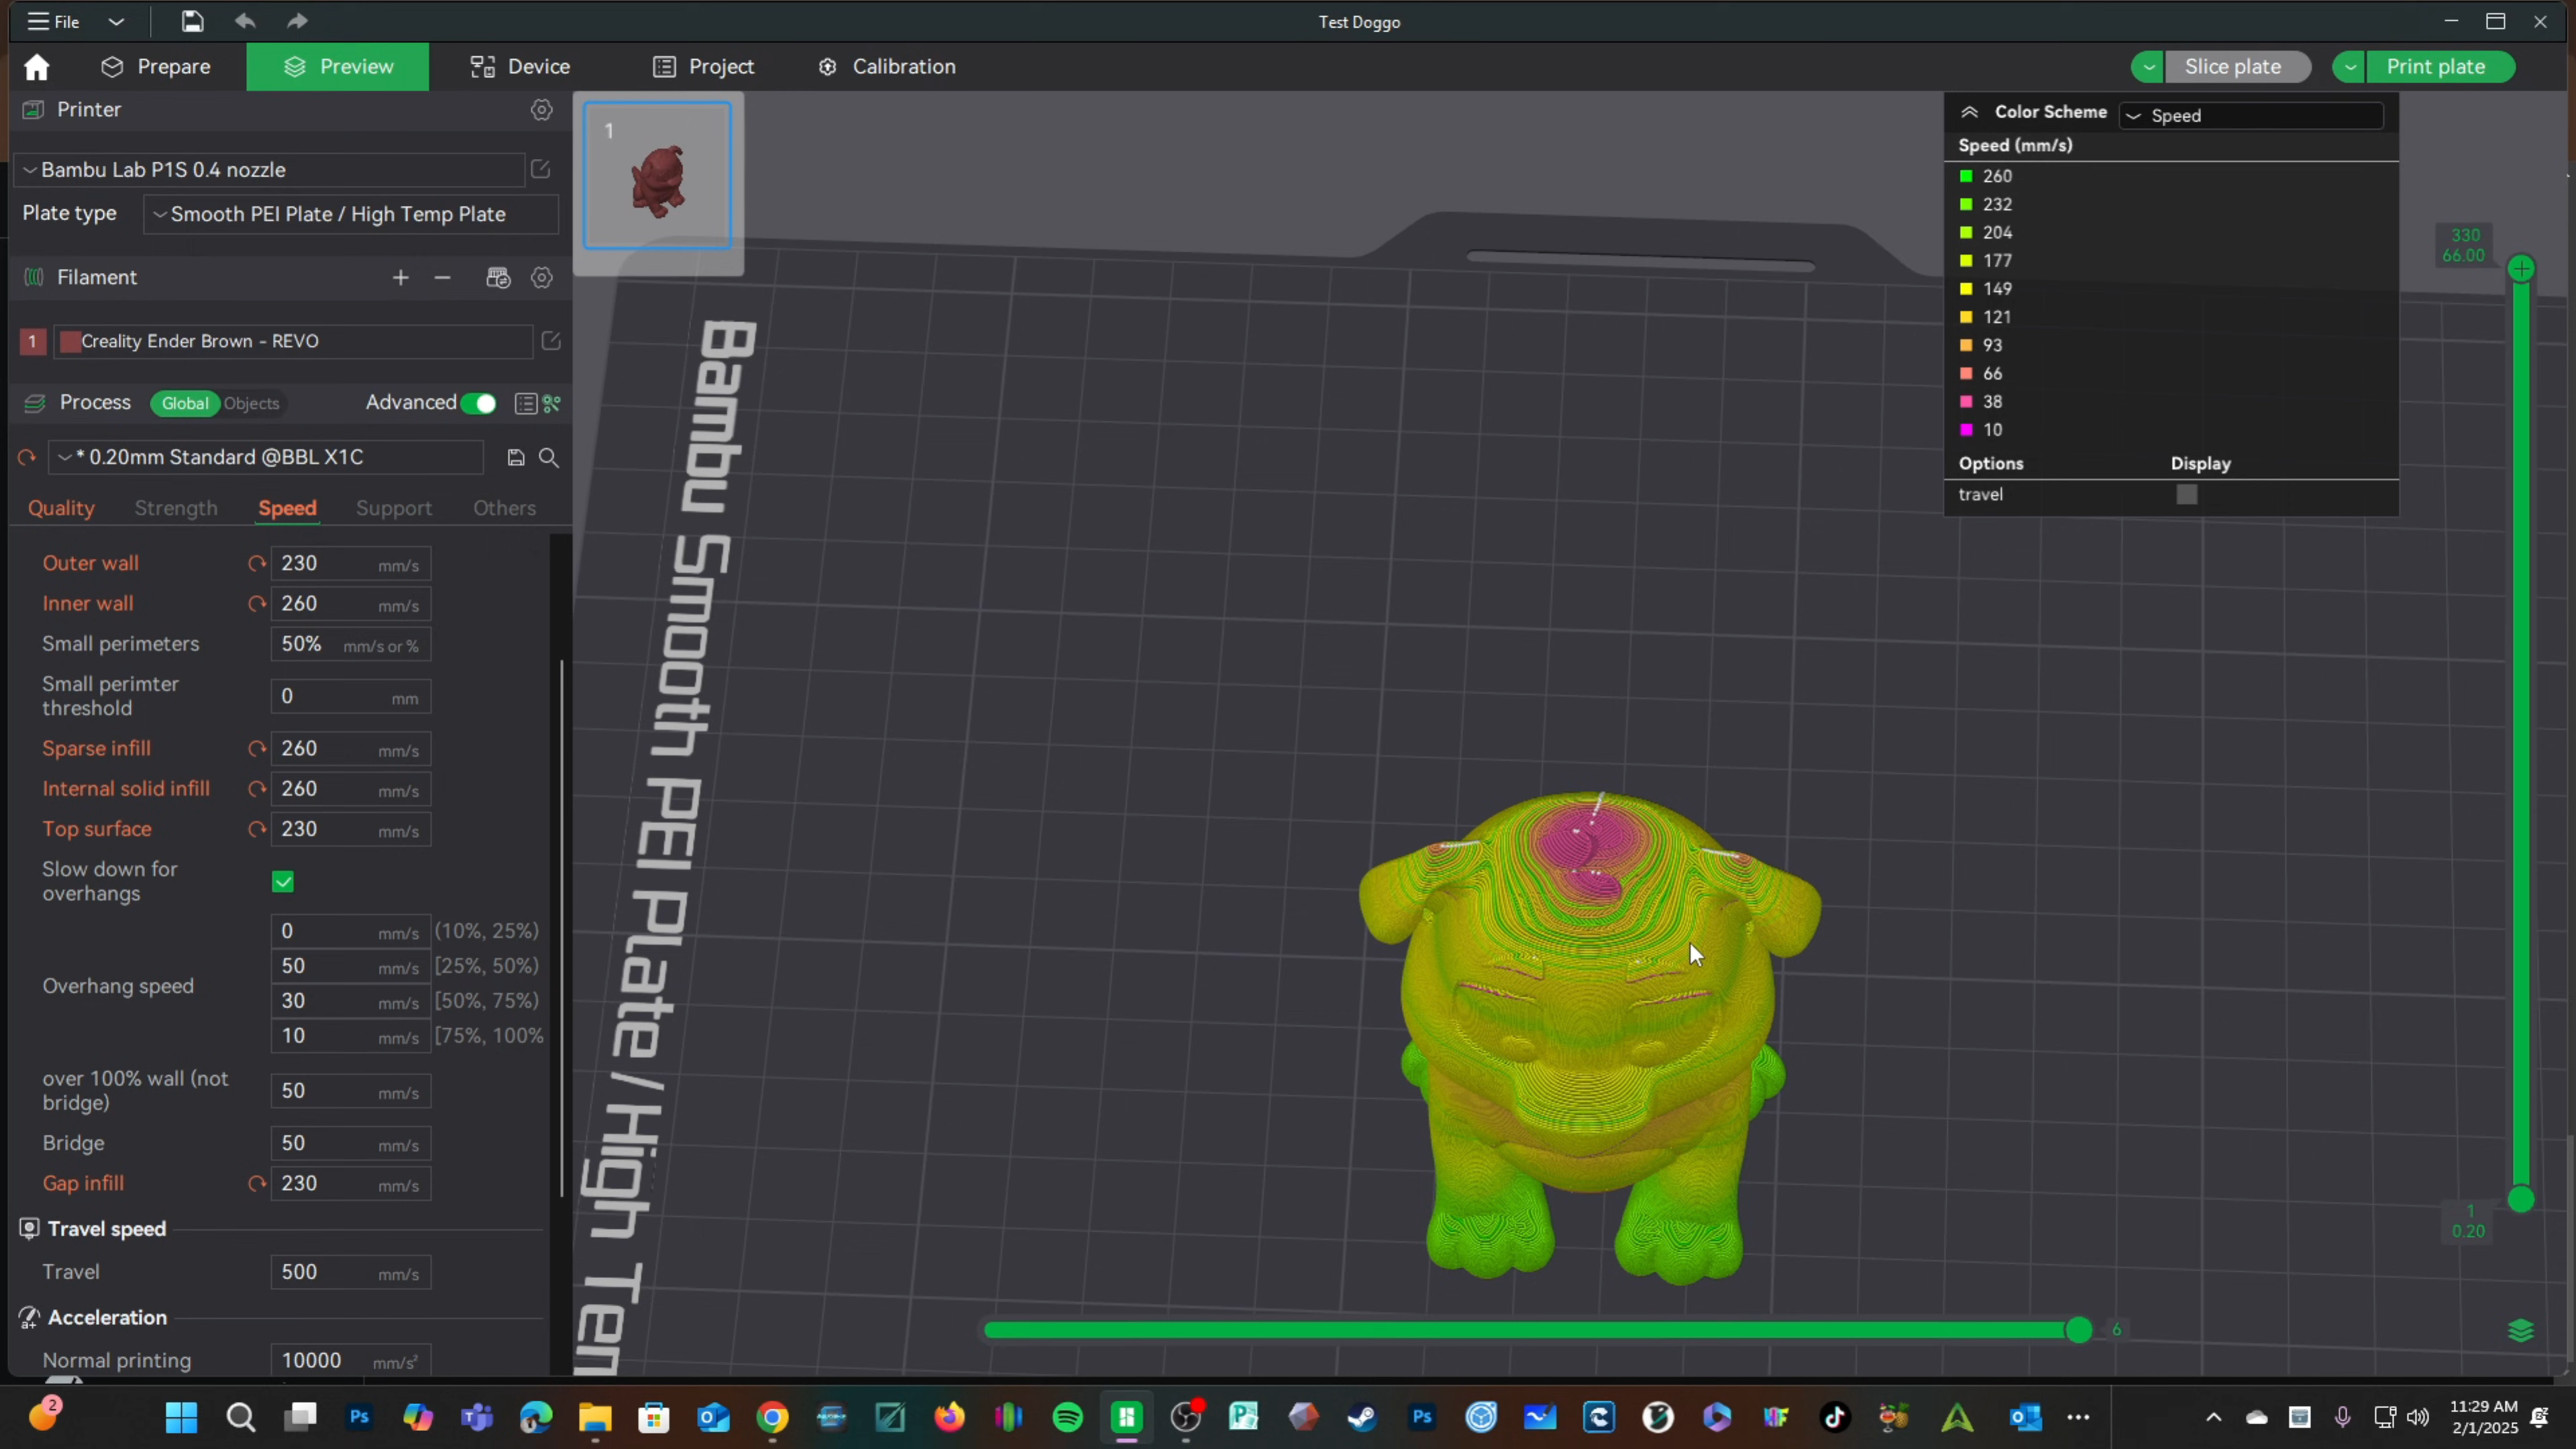 File
Test Doggo
Prepare
Preview
Device
Project
Calibration
Slice plate
Print plate
Printer
Bambu Lab P1S 0.4 nozzle
Plate type
Smooth PEI Plate / High Temp Plate
Filament
1
Creality Ender Brown - REVO
Process
Global
Objects
Advanced
* 0.20mm Standard @BBL X1C
Quality
Strength
Speed
Support
Others
Outer wall 230 mm/s
Inner wall 260 mm/s
Small perimeters 50% mm/s or %
Small perimter
threshold
0 mm
Sparse infill 260 mm/s
Internal solid infill 260 mm/s
Top surface 230 mm/s
Slow down for
overhangs
0 mm/s (10%, 25%)
50 mm/s [25%, 50%)
Overhang speed
30 mm/s [50%, 75%)
10 mm/s [75%, 100%
over 100% wall (not
bridge)
50 mm/s
Bridge 50 mm/s
Gap infill 230 mm/s
Travel speed
Travel 500 mm/s
Acceleration
Normal printing 10000 mm/s²
1
Bambu Smooth PEI Plate / High Tem
Color Scheme Speed
Speed (mm/s)
260
232
204
177
149
121
93
66
38
10
Options Display
travel
330
66.00
1
0.20
6
2
Ps
Ps
11:29 AM
2/1/2025